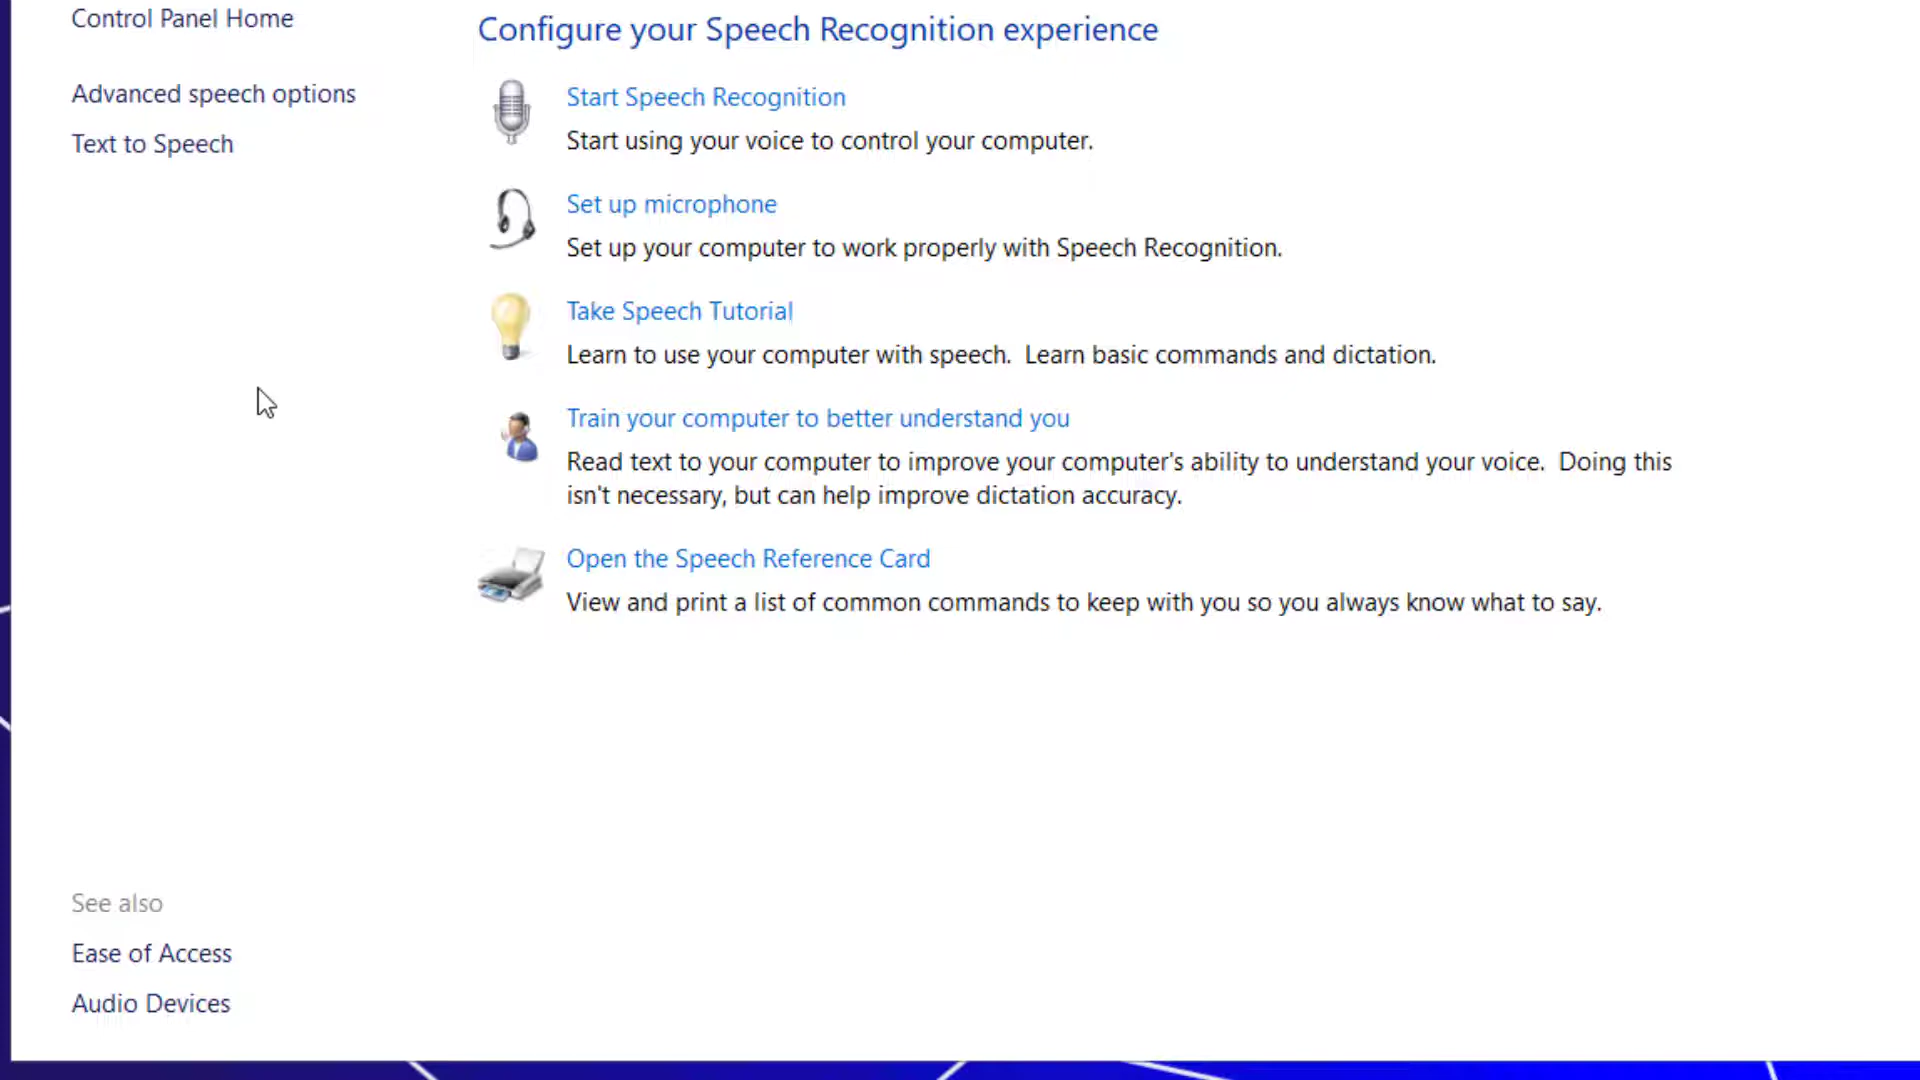 Control Panel Home
Advanced speech options
Text to Speech
Configure your Speech Recognition experience
Start Speech Recognition
Start using your voice to control your computer.
Set up microphone
Set up your computer to work properly with Speech Recognition.
Take Speech Tutorial
Learn to use your computer with speech.  Learn basic commands and dictation.
Train your computer to better understand you
Read text to your computer to improve your computer's ability to understand your voice.  Doing this
isn't necessary, but can help improve dictation accuracy.
Open the Speech Reference Card
View and print a list of common commands to keep with you so you always know what to say.
See also
Ease of Access
Audio Devices